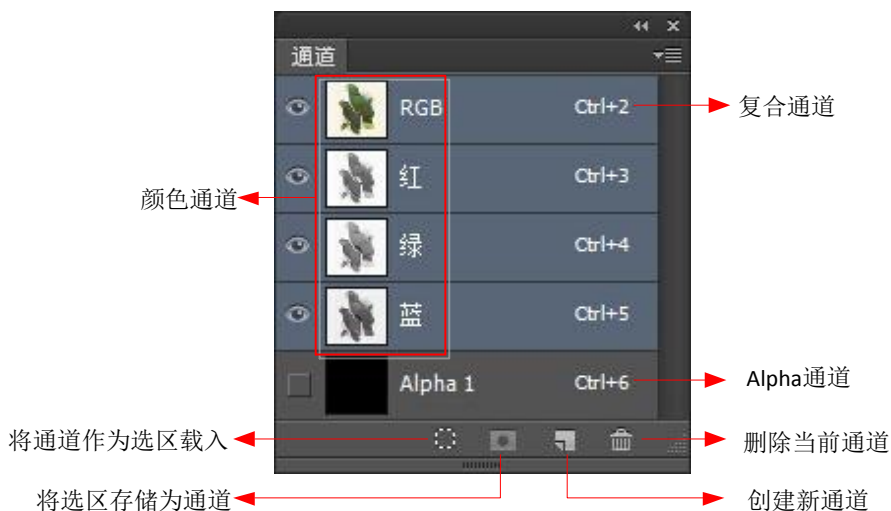 通道
RGB Ctrl+2 复合通道
红 Ctrl+3
颜色通道
绿 Ctrl+4
蓝 Ctrl+5
Alpha 1 Ctrl+6 Alpha通道
将通道作为选区载入 删除当前通道
将选区存储为通道 创建新通道